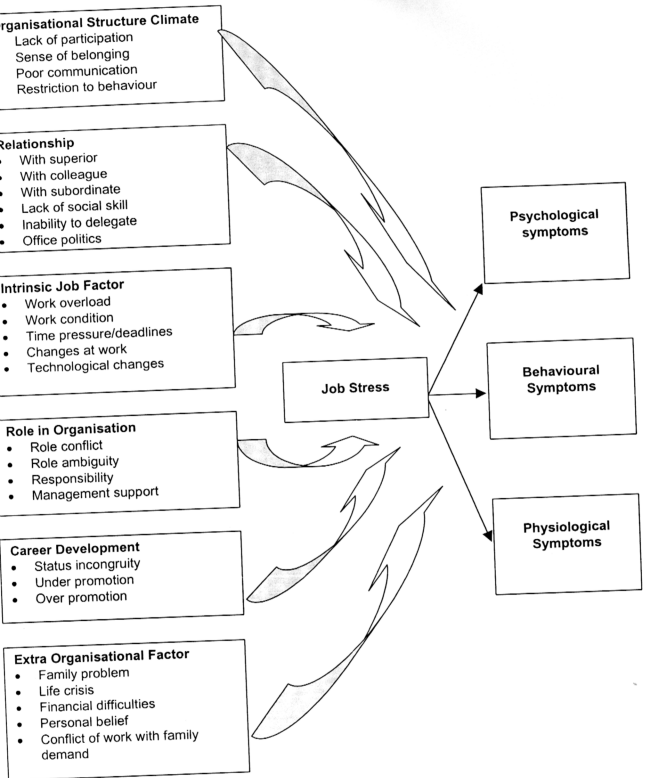 rganisational Structure Climate
Lack of participation
Sense of belonging
Poor communication
Restriction to behaviour
Relationship
• With superior
• With colleague
• With subordinate
• Lack of social skill
• Inability to delegate
• Office politics
Intrinsic Job Factor
• Work overload
• Work condition
• Time pressure/deadlines
• Changes at work
• Technological changes
Role in Organisation
• Role conflict
• Role ambiguity
• Responsibility
• Management support
Career Development
• Status incongruity
• Under promotion
• Over promotion
Extra Organisational Factor
• Family problem
• Life crisis
• Financial difficulties
• Personal belief
• Conflict of work with family
demand
Job Stress
Psychological
symptoms
Behavioural
Symptoms
Physiological
Symptoms